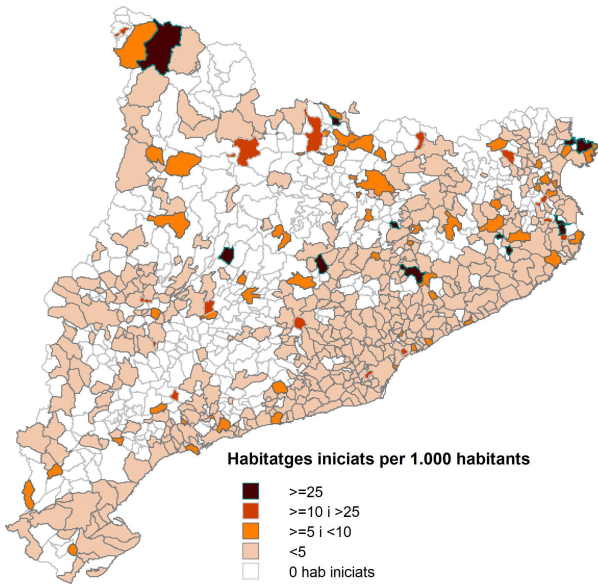 Habitatges iniciats per 1.000 habitants
>=25
>=10 i >25
>=5 i <10
<5
0 hab iniciats